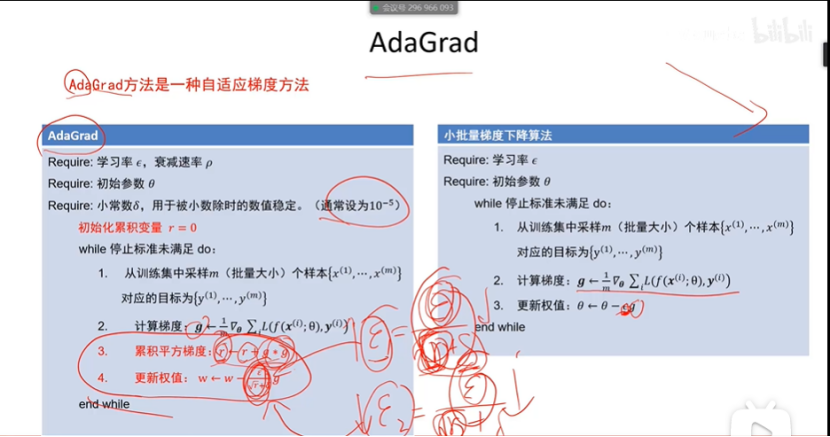 会议号 296 966 093
bilibili
AdaGrad
AdaGrad方法是一种自适应梯度方法
AdaGrad
Require: 学习率 ϵ，衰减速率 ρ
Require: 初始参数 θ
Require: 小常数δ，用于被小数除时的数值稳定。（通常设为10⁻⁵）
初始化累积变量 r = 0
while 停止标准未满足 do：
1. 从训练集中采样m（批量大小）个样本{x⁽¹⁾,⋯,x⁽ᵐ⁾}
对应的目标为{y⁽¹⁾,⋯,y⁽ᵐ⁾}
2. 计算梯度：g ← 1/m ∇θ ∑ᵢ L(f(x⁽ⁱ⁾; θ), y⁽ⁱ⁾)
3. 累积平方梯度：r ← r + g * g
4. 更新权值：w ← w − ϵ/√r g
end while
小批量梯度下降算法
Require: 学习率 ϵ
Require: 初始参数 θ
while 停止标准未满足 do：
1. 从训练集中采样m（批量大小）个样本{x⁽¹⁾,⋯,x⁽ᵐ⁾}
对应的目标为{y⁽¹⁾,⋯,y⁽ᵐ⁾}
2. 计算梯度：g ← 1/m ∇θ ∑ᵢ L(f(x⁽ⁱ⁾; θ), y⁽ⁱ⁾)
3. 更新权值：θ ← θ − ϵg
end while